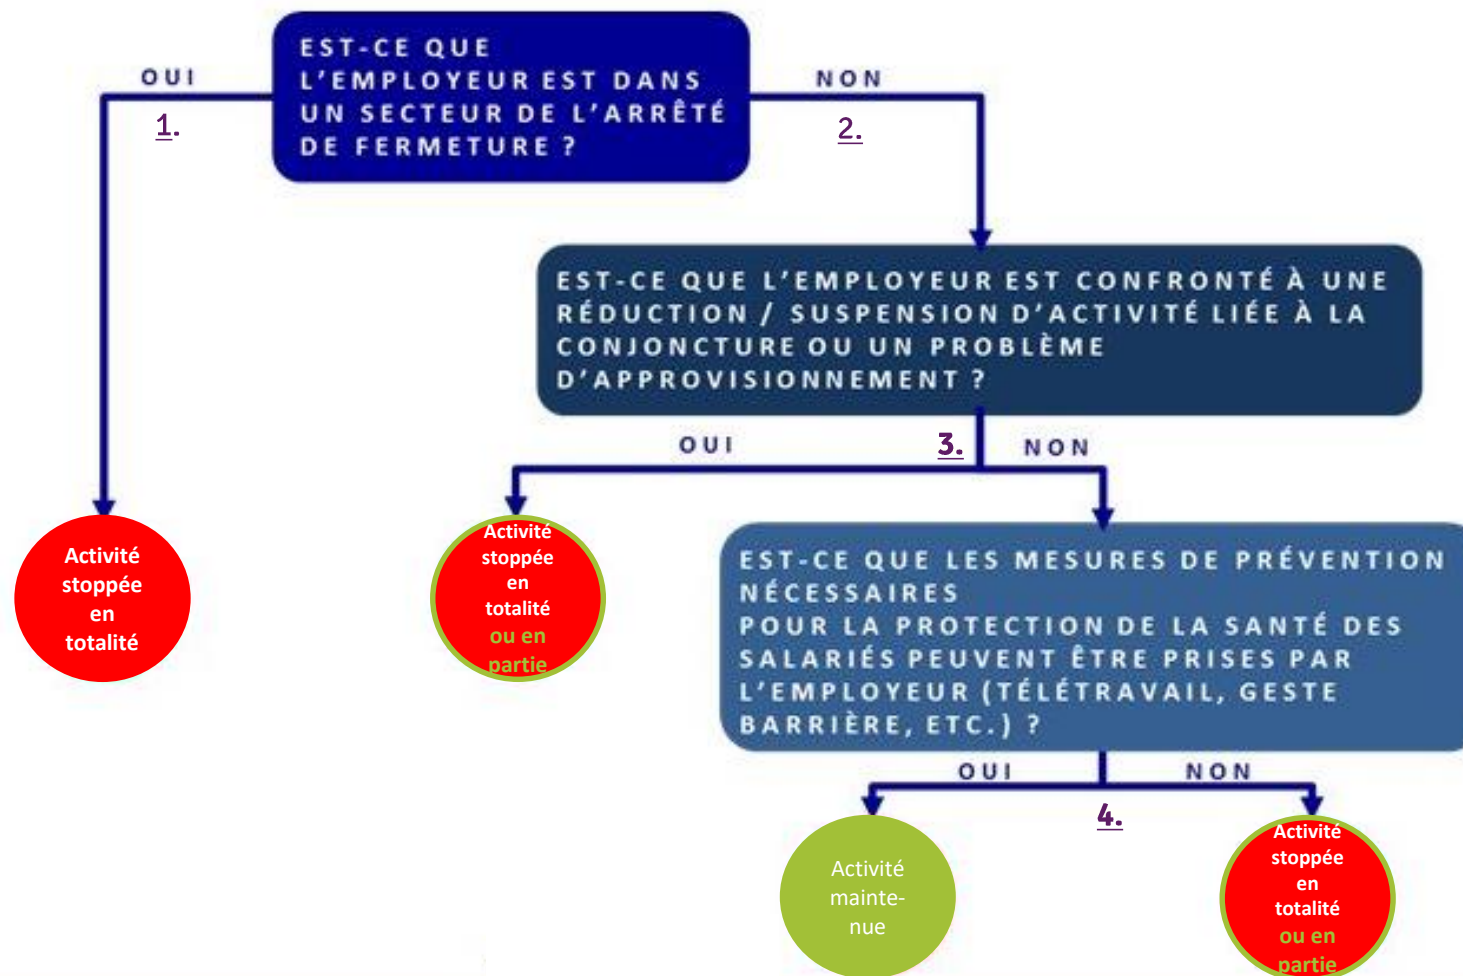 EST-CE QUE
L'EMPLOYEUR EST DANS
UN SECTEUR DE L'ARRÊTÉ
DE FERMETURE ?
OUI
1.
NON
2.
EST-CE QUE L'EMPLOYEUR EST CONFRONTÉ À UNE
RÉDUCTION / SUSPENSION D'ACTIVITÉ LIÉE À LA
CONJONCTURE OU UN PROBLÈME
D'APPROVISIONNEMENT ?
OUI
3.
NON
Activité
stoppée
en
totalité
Activité
stoppée
en
totalité
ou en
partie
EST-CE QUE LES MESURES DE PRÉVENTION
NÉCESSAIRES
POUR LA PROTECTION DE LA SANTÉ DES
SALARIÉS PEUVENT ÊTRE PRISES PAR
L'EMPLOYEUR (TÉLÉTRAVAIL, GESTE
BARRIÈRE, ETC.) ?
OUI
NON
4.
Activité
mainte-
nue
Activité
stoppée
en
totalité
ou en
partie